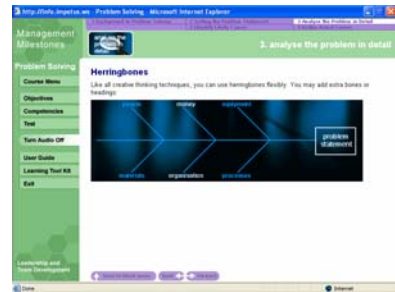 http://info.impetus.ws - Problem Solving - Microsoft Internet Explorer
Management
Milestones
3. analyse the problem in detail
Problem Solving
Course Menu
Objectives
Competencies
Test
Turn Audio Off
User Guide
Learning Tool Kit
Exit
Herringbones
Like all creative thinking techniques, you can use herringbones flexibly. You may add extra bones or
headings:
people money equipment
problem
statement
materials organisation processes
Leadership and
Team Development
Done
Internet